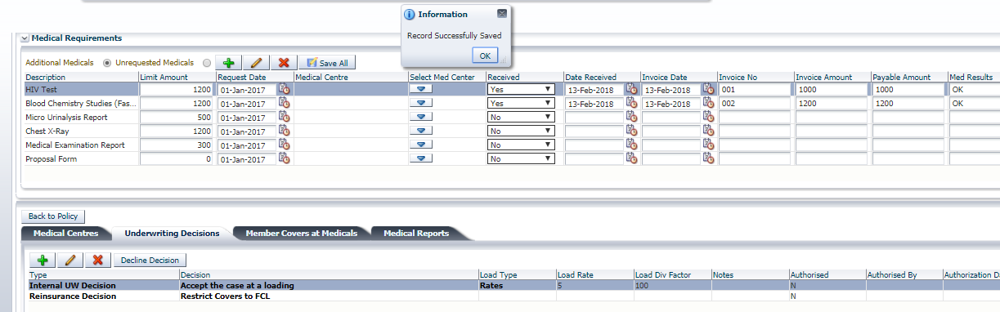 Information
Record Successfully Saved
OK
Medical Requirements
Additional Medicals Unrequested Medicals Save All
Description Limit Amount Request Date Medical Centre Select Med Center Received Date Received Invoice Date Invoice No Invoice Amount Payable Amount Med Results
HIV Test 1200 01-Jan-2017 Yes 13-Feb-2018 13-Feb-2018 001 1000 1000 OK
Blood Chemistry Studies (Fas... 1200 01-Jan-2017 Yes 13-Feb-2018 13-Feb-2018 002 1200 1200 OK
Micro Urinalysis Report 500 01-Jan-2017 No
Chest X-Ray 1200 01-Jan-2017 No
Medical Examination Report 300 01-Jan-2017 No
Proposal Form 0 01-Jan-2017 No
Back to Policy
Medical Centres Underwriting Decisions Member Covers at Medicals Medical Reports
Decline Decision
Type Decision Load Type Load Rate Load Div Factor Notes Authorised Authorised By Authorization D
Internal UW Decision Accept the case at a loading Rates 5 100 N
Reinsurance Decision Restrict Covers to FCL N